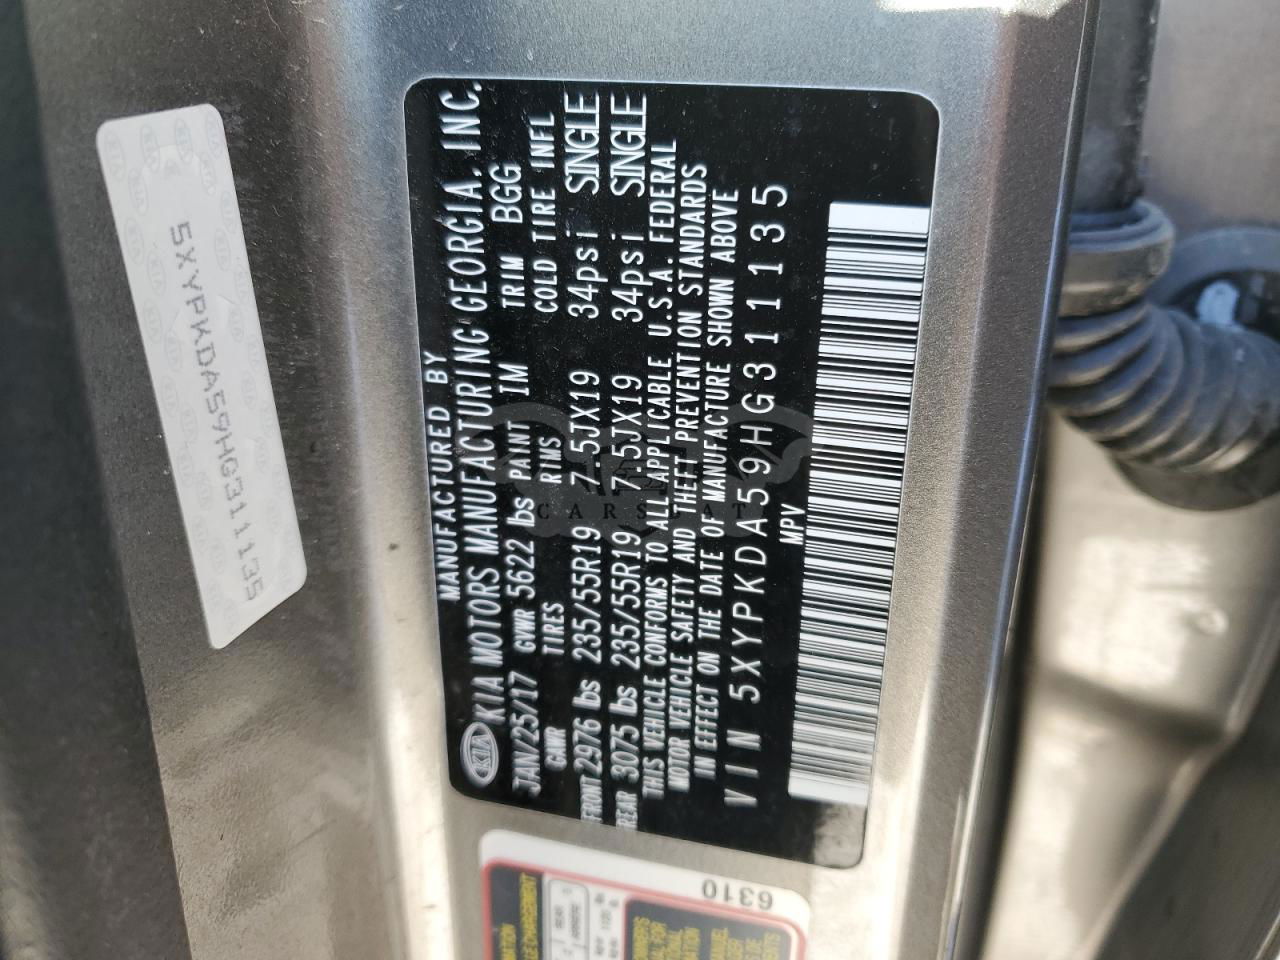 MANUFACTURED BY
KIA KIA MOTORS MANUFACTURING GEORGIA, INC.
JAN/25/17 GVWR 5622 lbs PAINT IM TRIM BGG
GAWR TIRES RIMS COLD TIRE INFL
FRONT 2976 lbs 235/55R19 7.5JX19 34psi SINGLE
REAR 3075 lbs 235/55R19 7.5JX19 34psi SINGLE
THIS VEHICLE CONFORMS TO ALL APPLICABLE U.S.A. FEDERAL
MOTOR VEHICLE SAFETY AND THEFT PREVENTION STANDARDS
IN EFFECT ON THE DATE OF MANUFACTURE SHOWN ABOVE
VIN 5XYPKDA59HG311135
MPV
5XYPKDA59HG311135
6310